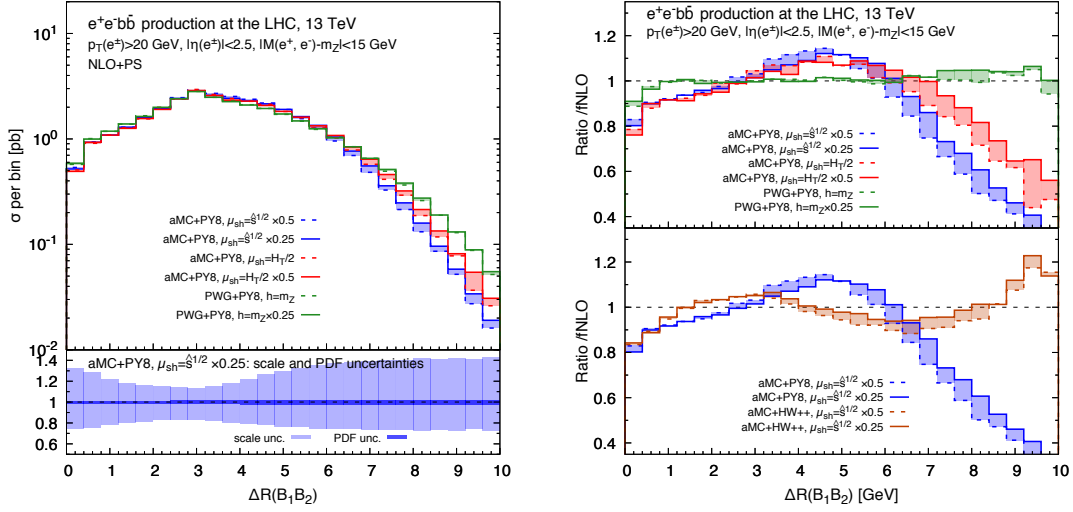 e⁺e⁻bb̄ production at the LHC, 13 TeV
p_T(e^±)>20 GeV, |η(e^±)|<2.5, |M(e⁺, e⁻)-m_Z|<15 GeV
NLO+PS
σ per bin [pb]
10¹
10⁰
10⁻¹
10⁻²
aMC+PY8, μ_sh=ŝ^1/2 ×0.5
aMC+PY8, μ_sh=ŝ^1/2 ×0.25
aMC+PY8, μ_sh=H_T/2
aMC+PY8, μ_sh=H_T/2 ×0.5
PWG+PY8, h=m_Z
PWG+PY8, h=m_Z×0.25
aMC+PY8, μ_sh=ŝ^1/2 ×0.25: scale and PDF uncertainties
1.4
1.2
1
0.8
0.6
scale unc. PDF unc.
0 1 2 3 4 5 6 7 8 9 10
ΔR(B₁B₂)
e⁺e⁻bb̄ production at the LHC, 13 TeV
p_T(e^±)>20 GeV, |η(e^±)|<2.5, |M(e⁺, e⁻)-m_Z|<15 GeV
Ratio /fNLO
1.2
1
0.8
0.6
0.4
aMC+PY8, μ_sh=ŝ^1/2 ×0.5
aMC+PY8, μ_sh=ŝ^1/2 ×0.25
aMC+PY8, μ_sh=H_T/2
aMC+PY8, μ_sh=H_T/2 ×0.5
PWG+PY8, h=m_Z
PWG+PY8, h=m_Z×0.25
Ratio /fNLO
1.2
1
0.8
0.6
0.4
aMC+PY8, μ_sh=ŝ^1/2 ×0.5
aMC+PY8, μ_sh=ŝ^1/2 ×0.25
aMC+HW++, μ_sh=ŝ^1/2 ×0.5
aMC+HW++, μ_sh=ŝ^1/2 ×0.25
0 1 2 3 4 5 6 7 8 9 10
ΔR(B₁B₂) [GeV]